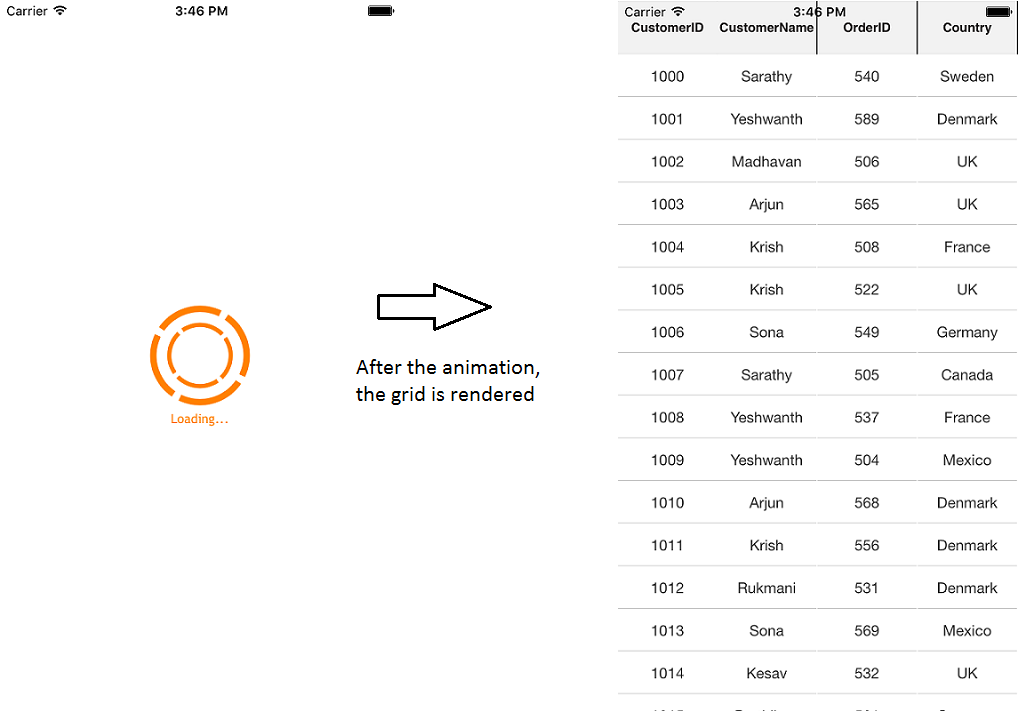 Carrier 3:46 PM
Loading...
After the animation,
the grid is rendered
Carrier 3:46 PM
CustomerID CustomerName OrderID Country
1000 Sarathy 540 Sweden
1001 Yeshwanth 589 Denmark
1002 Madhavan 506 UK
1003 Arjun 565 UK
1004 Krish 508 France
1005 Krish 522 UK
1006 Sona 549 Germany
1007 Sarathy 505 Canada
1008 Yeshwanth 537 France
1009 Yeshwanth 504 Mexico
1010 Arjun 568 Denmark
1011 Krish 556 Denmark
1012 Rukmani 531 Denmark
1013 Sona 569 Mexico
1014 Kesav 532 UK